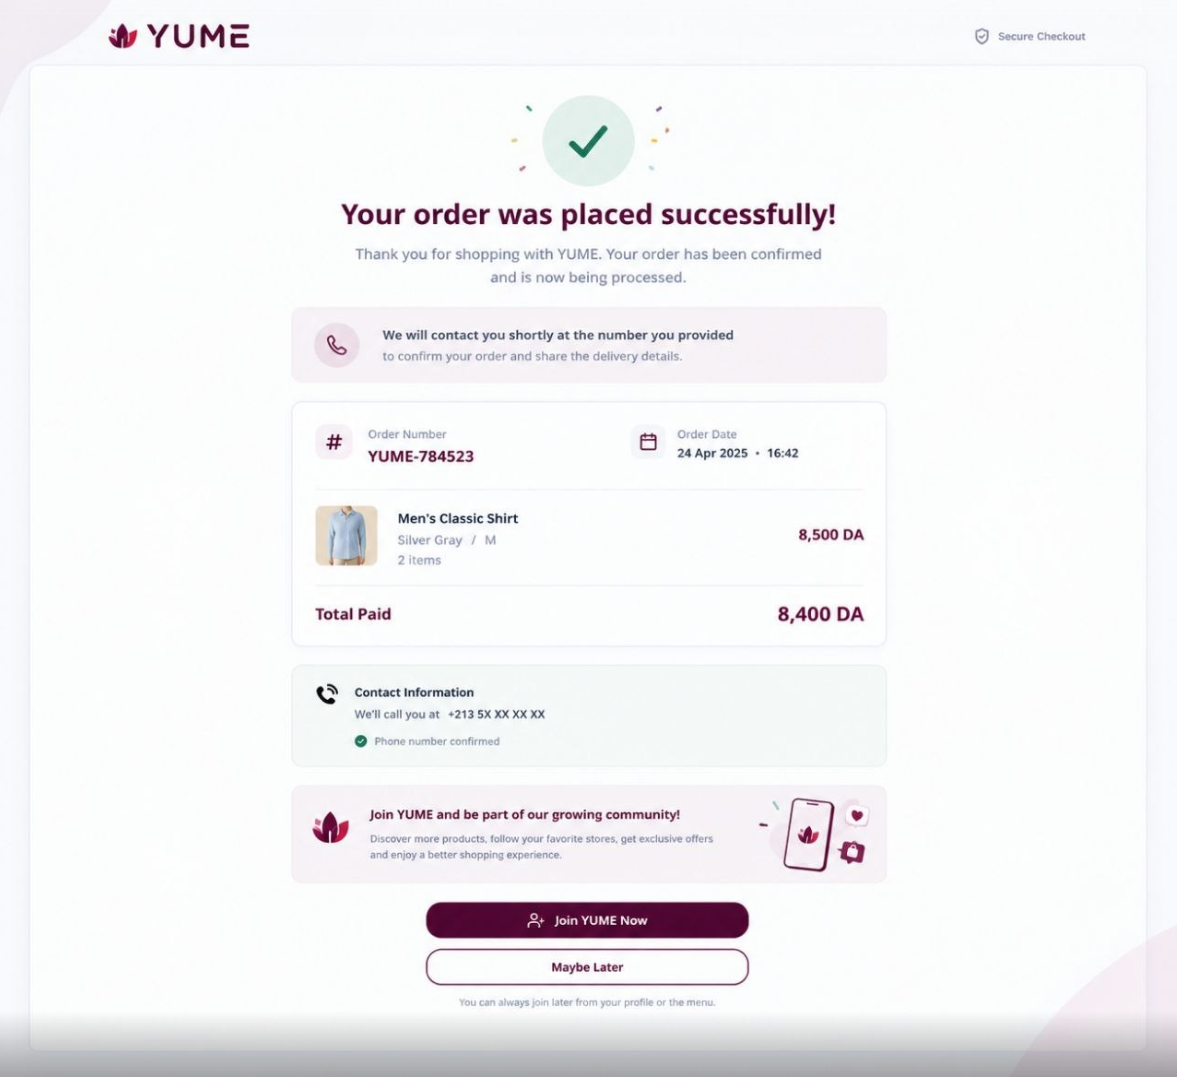 YUME
Secure Checkout
Your order was placed successfully!
Thank you for shopping with YUME. Your order has been confirmed
and is now being processed.
We will contact you shortly at the number you provided
to confirm your order and share the delivery details.
Order Number
YUME-784523
Order Date
24 Apr 2025 • 16:42
Men's Classic Shirt
Silver Gray / M
2 items
8,500 DA
Total Paid
8,400 DA
Contact Information
We'll call you at +213 5X XX XX XX
Phone number confirmed
Join YUME and be part of our growing community!
Discover more products, follow your favorite stores, get exclusive offers
and enjoy a better shopping experience.
Join YUME Now
Maybe Later
You can always join later from your profile or the menu.